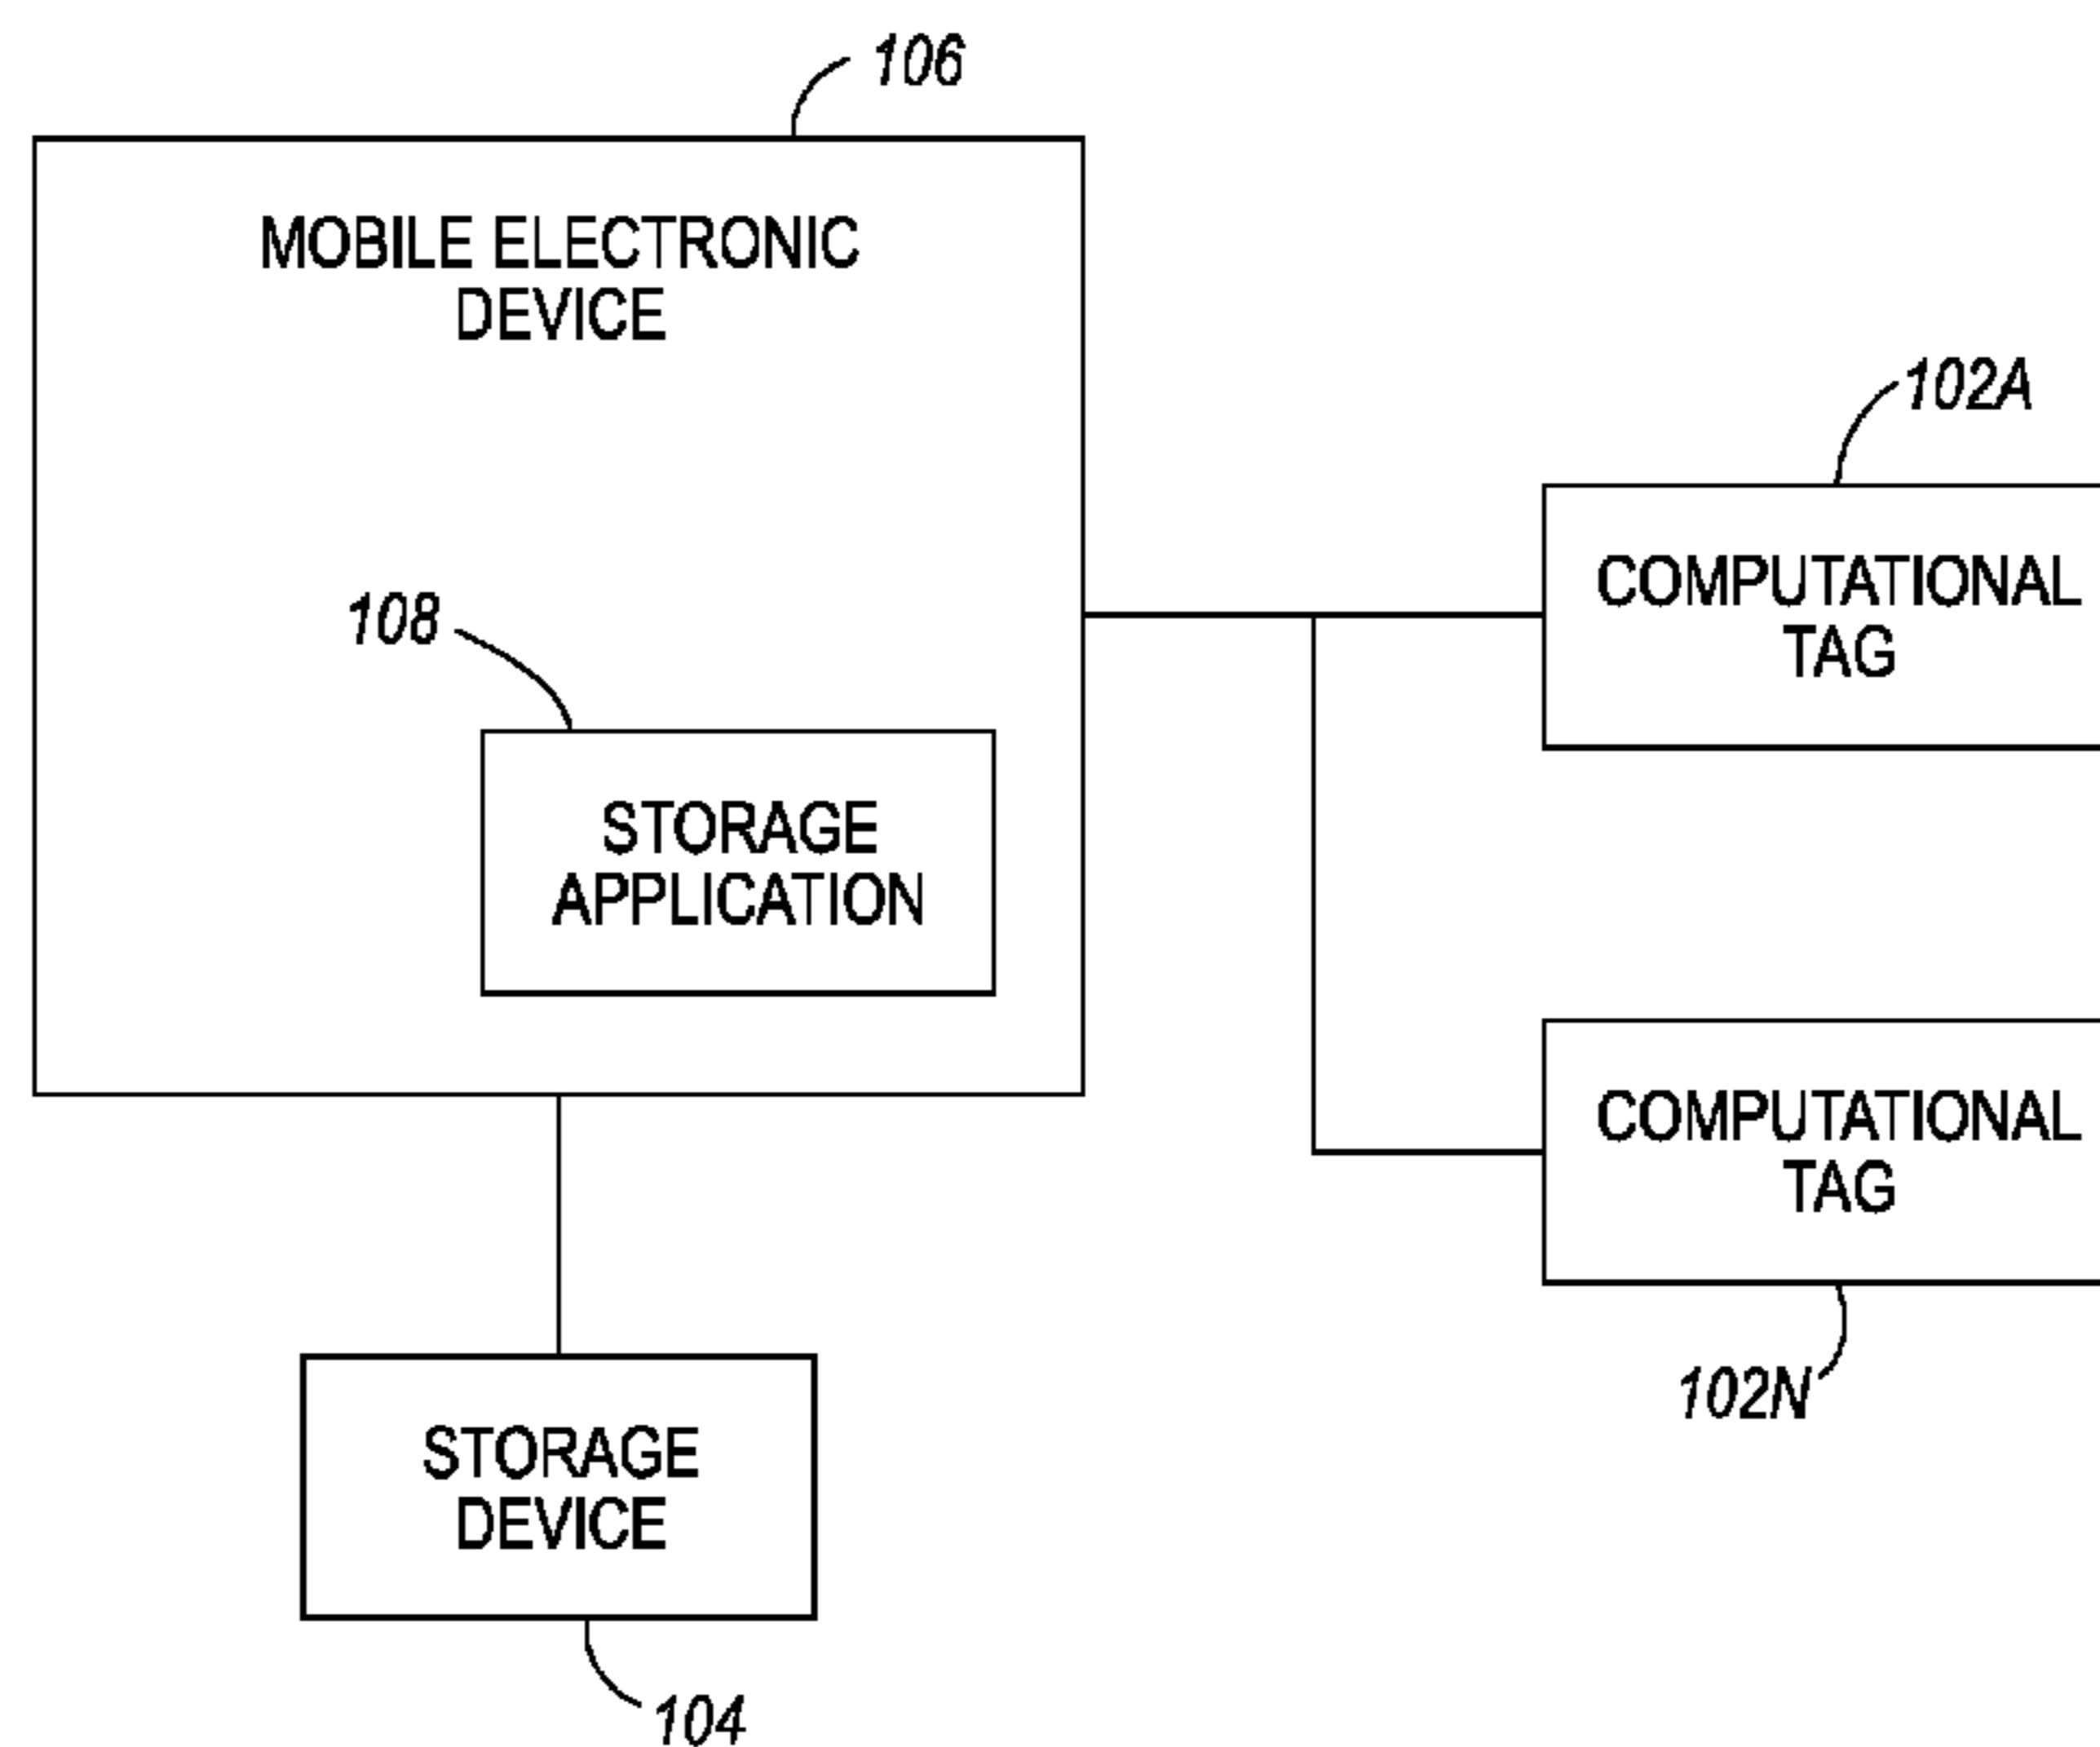 106
MOBILE ELECTRONIC
DEVICE
102A
COMPUTATIONAL
TAG
108
STORAGE
APPLICATION
COMPUTATIONAL
TAG
102N
STORAGE
DEVICE
104